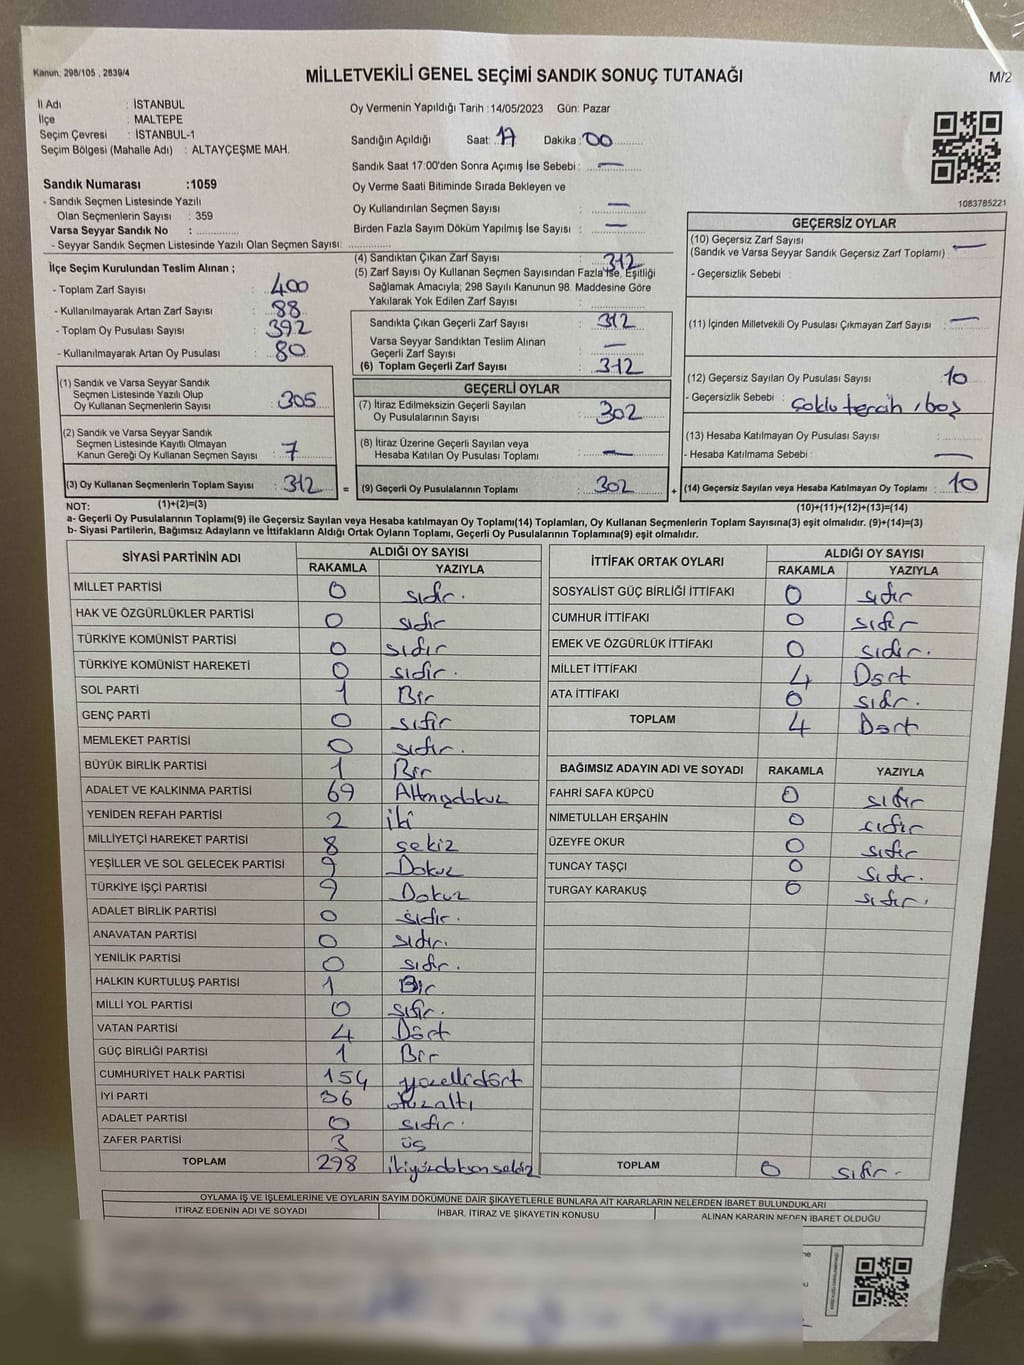 Kanun: 298/105 , 2839/4
MİLLETVEKİLİ GENEL SEÇİMİ SANDIK SONUÇ TUTANAĞI
M/2
İl Adı : İSTANBUL
İlçe : MALTEPE
Seçim Çevresi : İSTANBUL-1
Seçim Bölgesi (Mahalle Adı) : ALTAYÇEŞME MAH.
Oy Vermenin Yapıldığı Tarih :14/05/2023 Gün: Pazar
Sandığın Açıldığı Saat: 17 Dakika :00
Sandık Saat 17:00'den Sonra Açımış İse Sebebi : —
Oy Verme Saati Bitiminde Sırada Bekleyen ve
Oy Kullandırılan Seçmen Sayısı : —
Birden Fazla Sayım Döküm Yapılmış İse Sayısı : —
Sandık Numarası :1059
- Sandık Seçmen Listesinde Yazılı
Olan Seçmenlerin Sayısı : 359
Varsa Seyyar Sandık No :
- Seyyar Sandık Seçmen Listesinde Yazılı Olan Seçmen Sayısı:
1083785221
İlçe Seçim Kurulundan Teslim Alınan ;
- Toplam Zarf Sayısı : 400
- Kullanılmayarak Artan Zarf Sayısı : 88
- Toplam Oy Pusulası Sayısı : 392
- Kullanılmayarak Artan Oy Pusulası : 80
(4) Sandıktan Çıkan Zarf Sayısı : 312
(5) Zarf Sayısı Oy Kullanan Seçmen Sayısından Fazla İse, Eşitliği
Sağlamak Amacıyla; 298 Sayılı Kanunun 98. Maddesine Göre
Yakılarak Yok Edilen Zarf Sayısı :
Sandıkta Çıkan Geçerli Zarf Sayısı : 312
Varsa Seyyar Sandıktan Teslim Alınan
Geçerli Zarf Sayısı : —
(6) Toplam Geçerli Zarf Sayısı : 312
GEÇERSİZ OYLAR
(10) Geçersiz Zarf Sayısı
(Sandık ve Varsa Seyyar Sandık Geçersiz Zarf Toplamı) : —
- Geçersizlik Sebebi :
(11) İçinden Milletvekili Oy Pusulası Çıkmayan Zarf Sayısı : —
(12) Geçersiz Sayılan Oy Pusulası Sayısı : 10
- Geçersizlik Sebebi : çoklu tercih, boş
(13) Hesaba Katılmayan Oy Pusulası Sayısı :
- Hesaba Katılmama Sebebi : —
(14) Geçersiz Sayılan veya Hesaba Katılmayan Oy Toplamı : 10
(10)+(11)+(12)+(13)=(14)
(1) Sandık ve Varsa Seyyar Sandık
Seçmen Listesinde Yazılı Olup
Oy Kullanan Seçmenlerin Sayısı : 305
(2) Sandık ve Varsa Seyyar Sandık
Seçmen Listesinde Kayıtlı Olmayan
Kanun Gereği Oy Kullanan Seçmen Sayısı : 7
(3) Oy Kullanan Seçmenlerin Toplam Sayısı : 312 =
(1)+(2)=(3)
GEÇERLİ OYLAR
(7) İtiraz Edilmeksizin Geçerli Sayılan
Oy Pusulalarının Sayısı : 302
(8) İtiraz Üzerine Geçerli Sayılan veya
Hesaba Katılan Oy Pusulası Toplamı : —
(9) Geçerli Oy Pusulalarının Toplamı : 302 +
NOT:
a- Geçerli Oy Pusulalarının Toplamı(9) ile Geçersiz Sayılan veya Hesaba katılmayan Oy Toplamı(14) Toplamları, Oy Kullanan Seçmenlerin Toplam Sayısına(3) eşit olmalıdır. (9)+(14)=(3)
b- Siyasi Partilerin, Bağımsız Adayların ve İttifakların Aldığı Ortak Oyların Toplamı, Geçerli Oy Pusulalarının Toplamına(9) eşit olmalıdır.
SİYASİ PARTİNİN ADI ALDIĞI OY SAYISI
RAKAMLA YAZIYLA
MİLLET PARTİSİ 0 sıfır.
HAK VE ÖZGÜRLÜKLER PARTİSİ 0 sıfır
TÜRKİYE KOMÜNİST PARTİSİ 0 sıfır
TÜRKİYE KOMÜNİST HAREKETİ 0 sıfır.
SOL PARTİ 1 Bir
GENÇ PARTİ 0 sıfır
MEMLEKET PARTİSİ 0 sıfır.
BÜYÜK BİRLİK PARTİSİ 1 Bir
ADALET VE KALKINMA PARTİSİ 69 Altmışdokuz
YENİDEN REFAH PARTİSİ 2 iki
MİLLİYETÇİ HAREKET PARTİSİ 8 sekiz
YEŞİLLER VE SOL GELECEK PARTİSİ 9 Dokuz
TÜRKİYE İŞÇİ PARTİSİ 9 Dokuz
ADALET BİRLİK PARTİSİ 0 sıfır.
ANAVATAN PARTİSİ 0 sıfır.
YENİLİK PARTİSİ 0 sıfır.
HALKIN KURTULUŞ PARTİSİ 1 Bir
MİLLİ YOL PARTİSİ 0 sıfır.
VATAN PARTİSİ 4 Dört
GÜÇ BİRLİĞİ PARTİSİ 1 Bir
CUMHURİYET HALK PARTİSİ 154 yüzellidört
İYİ PARTİ 36 otuzaltı
ADALET PARTİSİ 0 sıfır.
ZAFER PARTİSİ 3 üç
TOPLAM 298 ikiyüzdoksansekiz
İTTİFAK ORTAK OYLARI ALDIĞI OY SAYISI
RAKAMLA YAZIYLA
SOSYALİST GÜÇ BİRLİĞİ İTTİFAKI 0 sıfır
CUMHUR İTTİFAKI 0 sıfır
EMEK VE ÖZGÜRLÜK İTTİFAKI 0 sıfır.
MİLLET İTTİFAKI 4 Dört
ATA İTTİFAKI 0 sıfır.
TOPLAM 4 Dört
BAĞIMSIZ ADAYIN ADI VE SOYADI RAKAMLA YAZIYLA
FAHRİ SAFA KÜPCÜ 0 sıfır
NİMETULLAH ERŞAHİN 0 sıfır
ÜZEYFE OKUR 0 sıfır
TUNCAY TAŞÇI 0 sıfır.
TURGAY KARAKUŞ 0 sıfır.
TOPLAM 0 sıfır.
OYLAMA İŞ VE İŞLEMLERİNE VE OYLARIN SAYIM DÖKÜMÜNE DAİR ŞİKAYETLERLE BUNLARA AİT KARARLARIN NELERDEN İBARET BULUNDUKLARI
İTİRAZ EDENİN ADI VE SOYADI İHBAR, İTİRAZ VE ŞİKAYETİN KONUSU ALINAN KARARIN NEDEN İBARET OLDUĞU